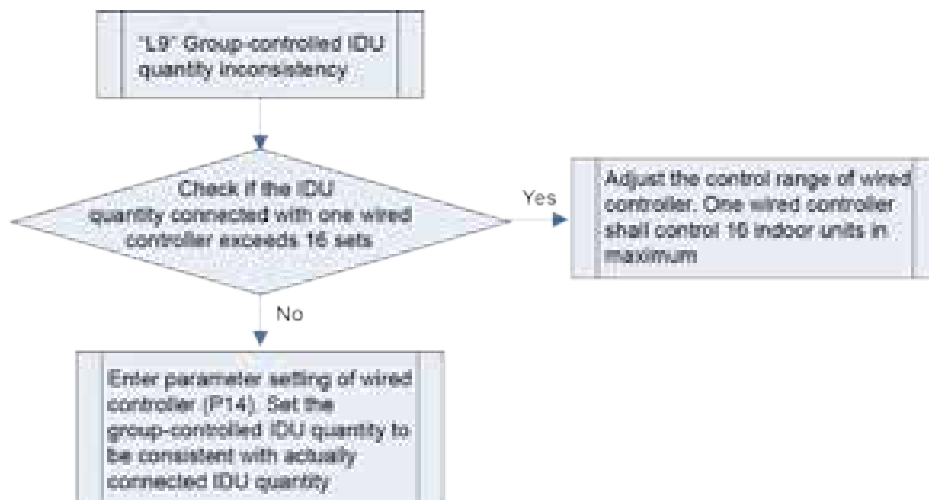 "L9" Group-controlled IDU
quantity inconsistency
Check if the IDU
quantity connected with one wired
controller exceeds 16 sets
Yes
Adjust the control range of wired
controller. One wired controller
shall control 16 indoor units in
maximum
No
Enter parameter setting of wired
controller (P14). Set the
group-controlled IDU quantity to
be consistent with actually
connected IDU quantity